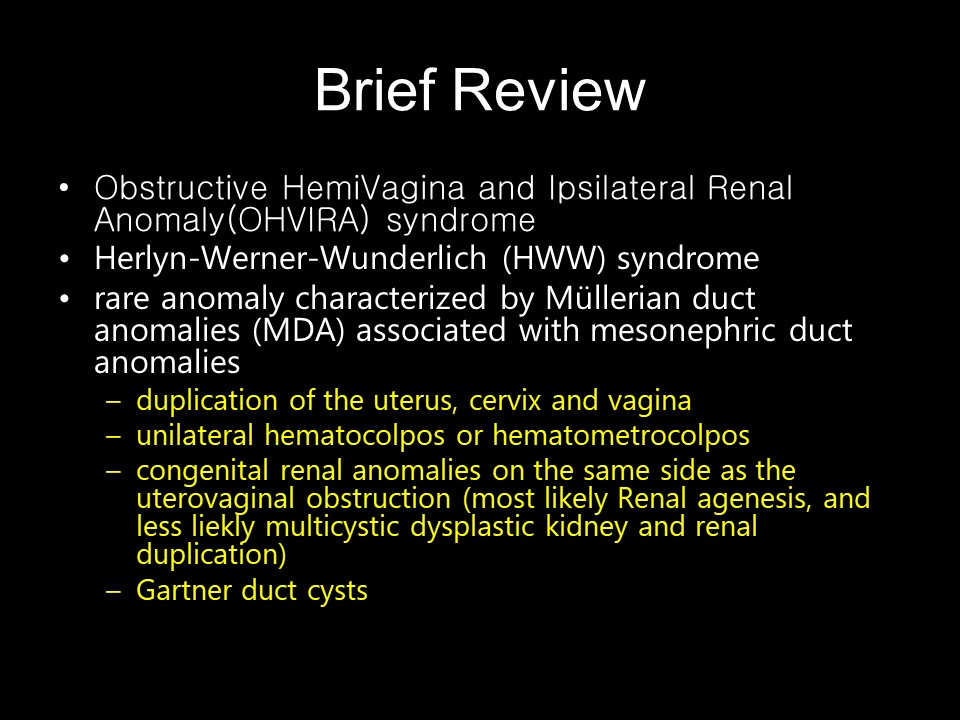 Brief Review
• Obstructive HemiVagina and Ipsilateral Renal
Anomaly(OHVIRA) syndrome
• Herlyn-Werner-Wunderlich (HWW) syndrome
• rare anomaly characterized by Müllerian duct
anomalies (MDA) associated with mesonephric duct
anomalies
– duplication of the uterus, cervix and vagina
– unilateral hematocolpos or hematometrocolpos
– congenital renal anomalies on the same side as the
uterovaginal obstruction (most likely Renal agenesis, and
less liekly multicystic dysplastic kidney and renal
duplication)
– Gartner duct cysts